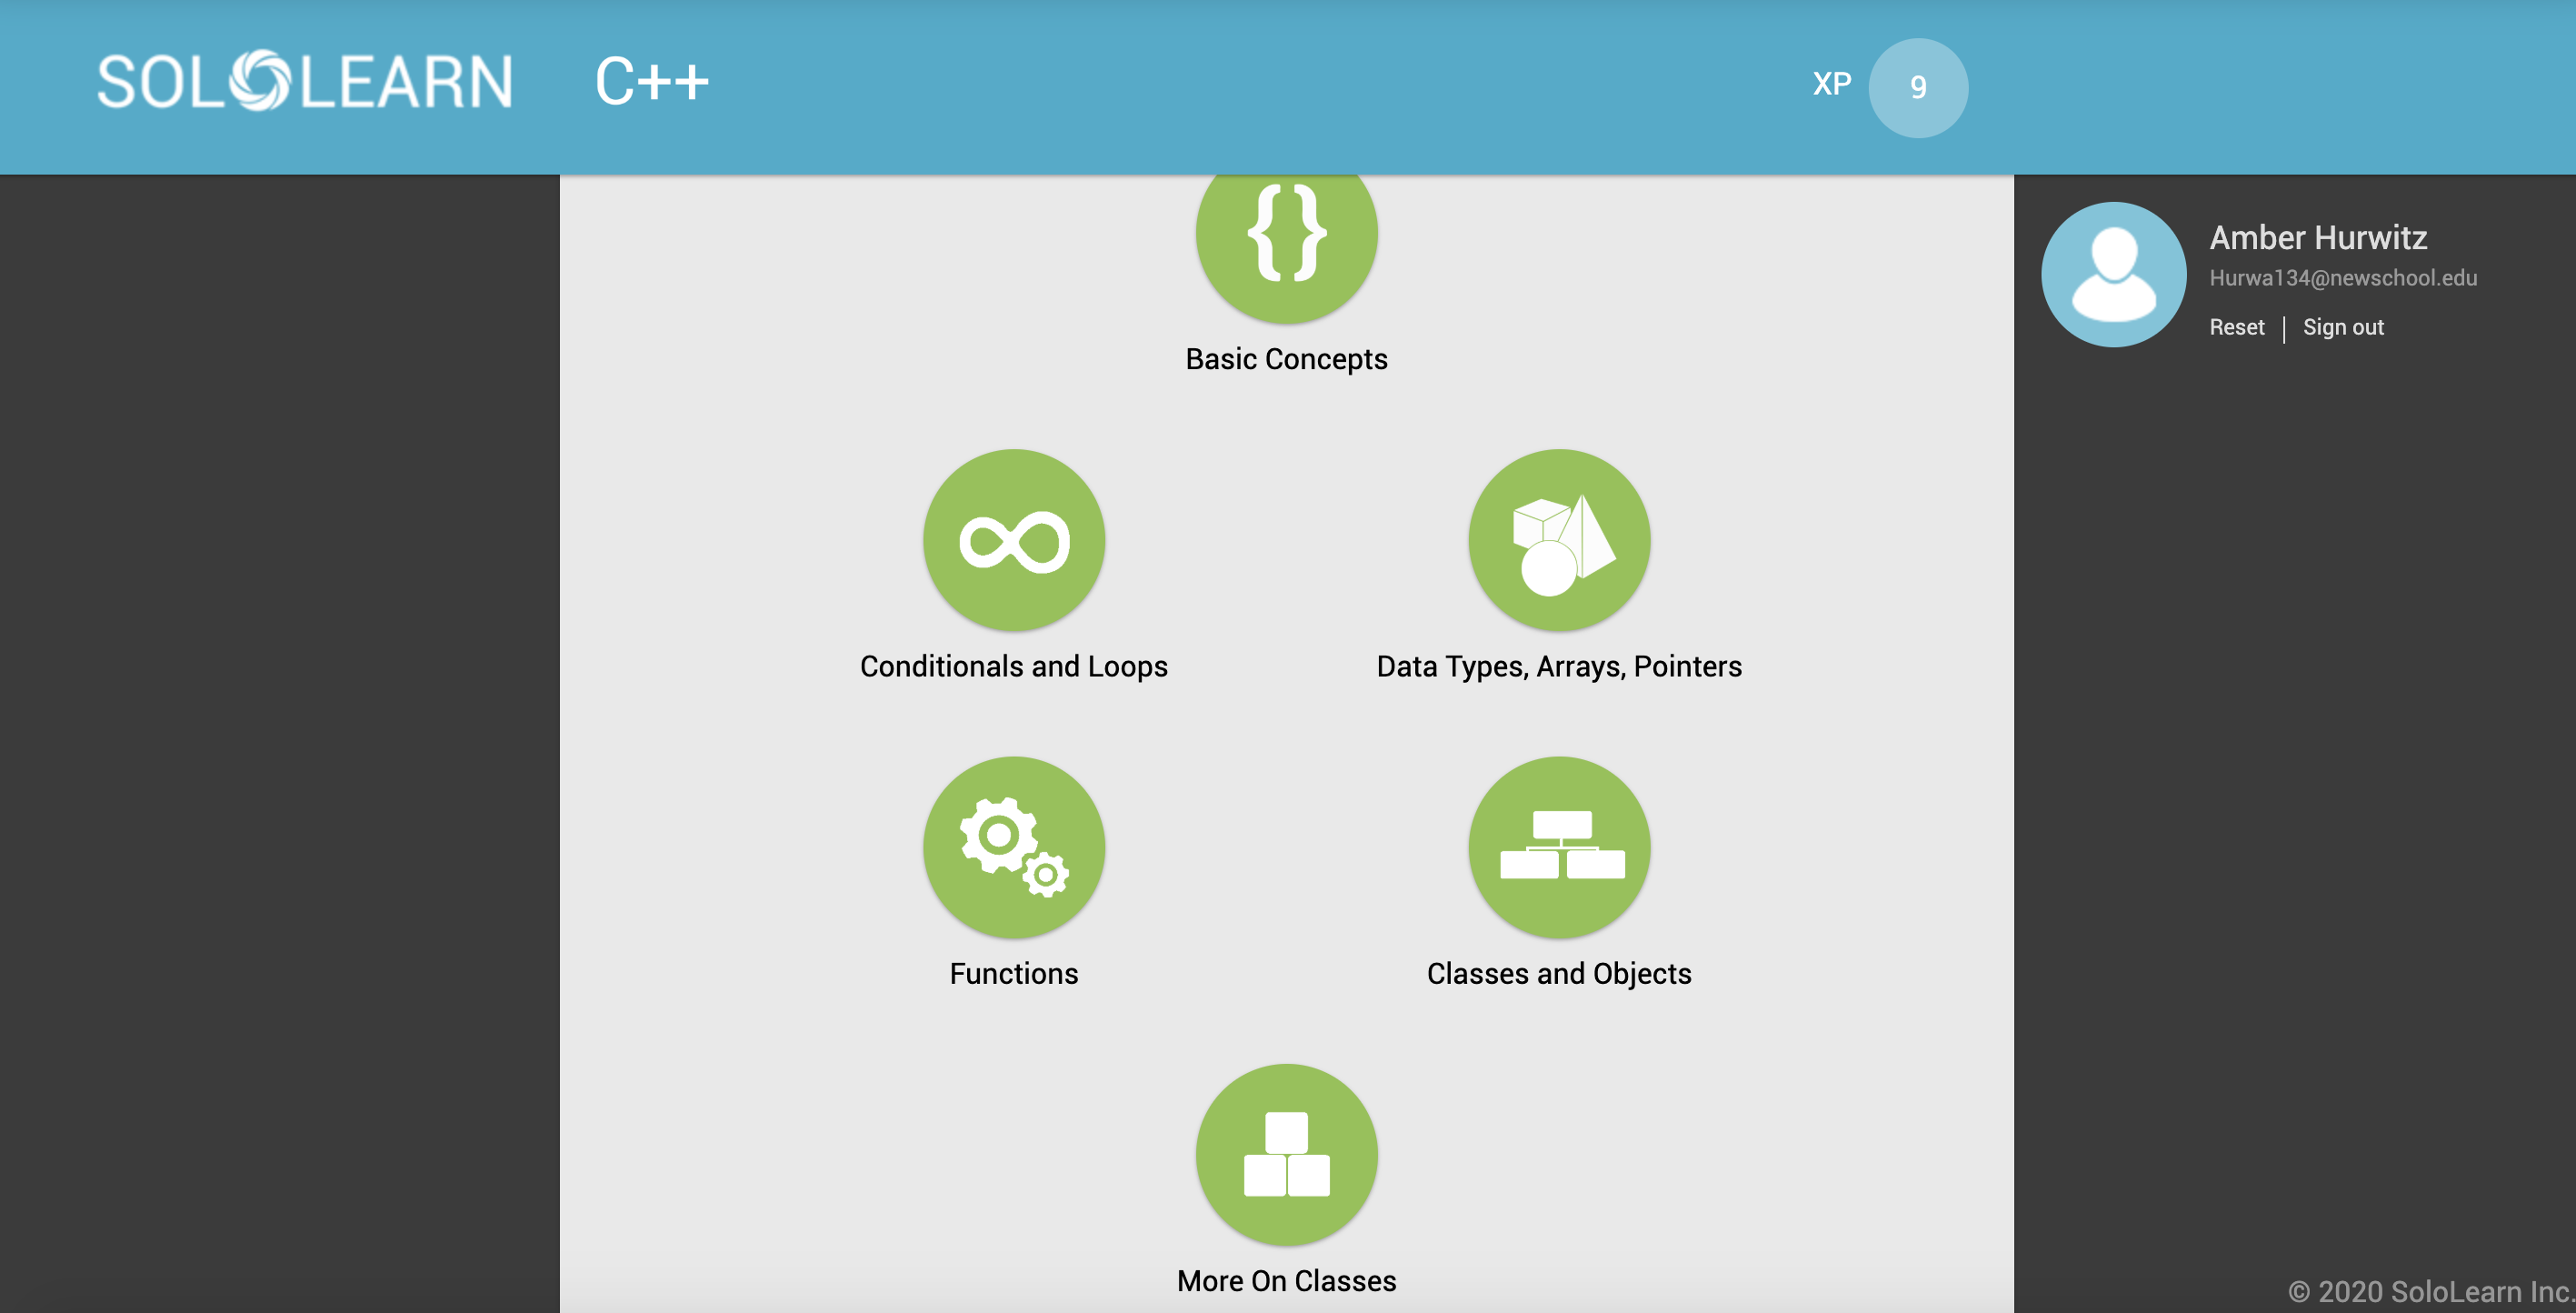 SOLOLEARN C++ XP 9
{}
Basic Concepts
Amber Hurwitz
Hurwa134@newschool.edu
Reset | Sign out
Conditionals and Loops
Data Types, Arrays, Pointers
Functions
Classes and Objects
More On Classes
© 2020 SoloLearn Inc.